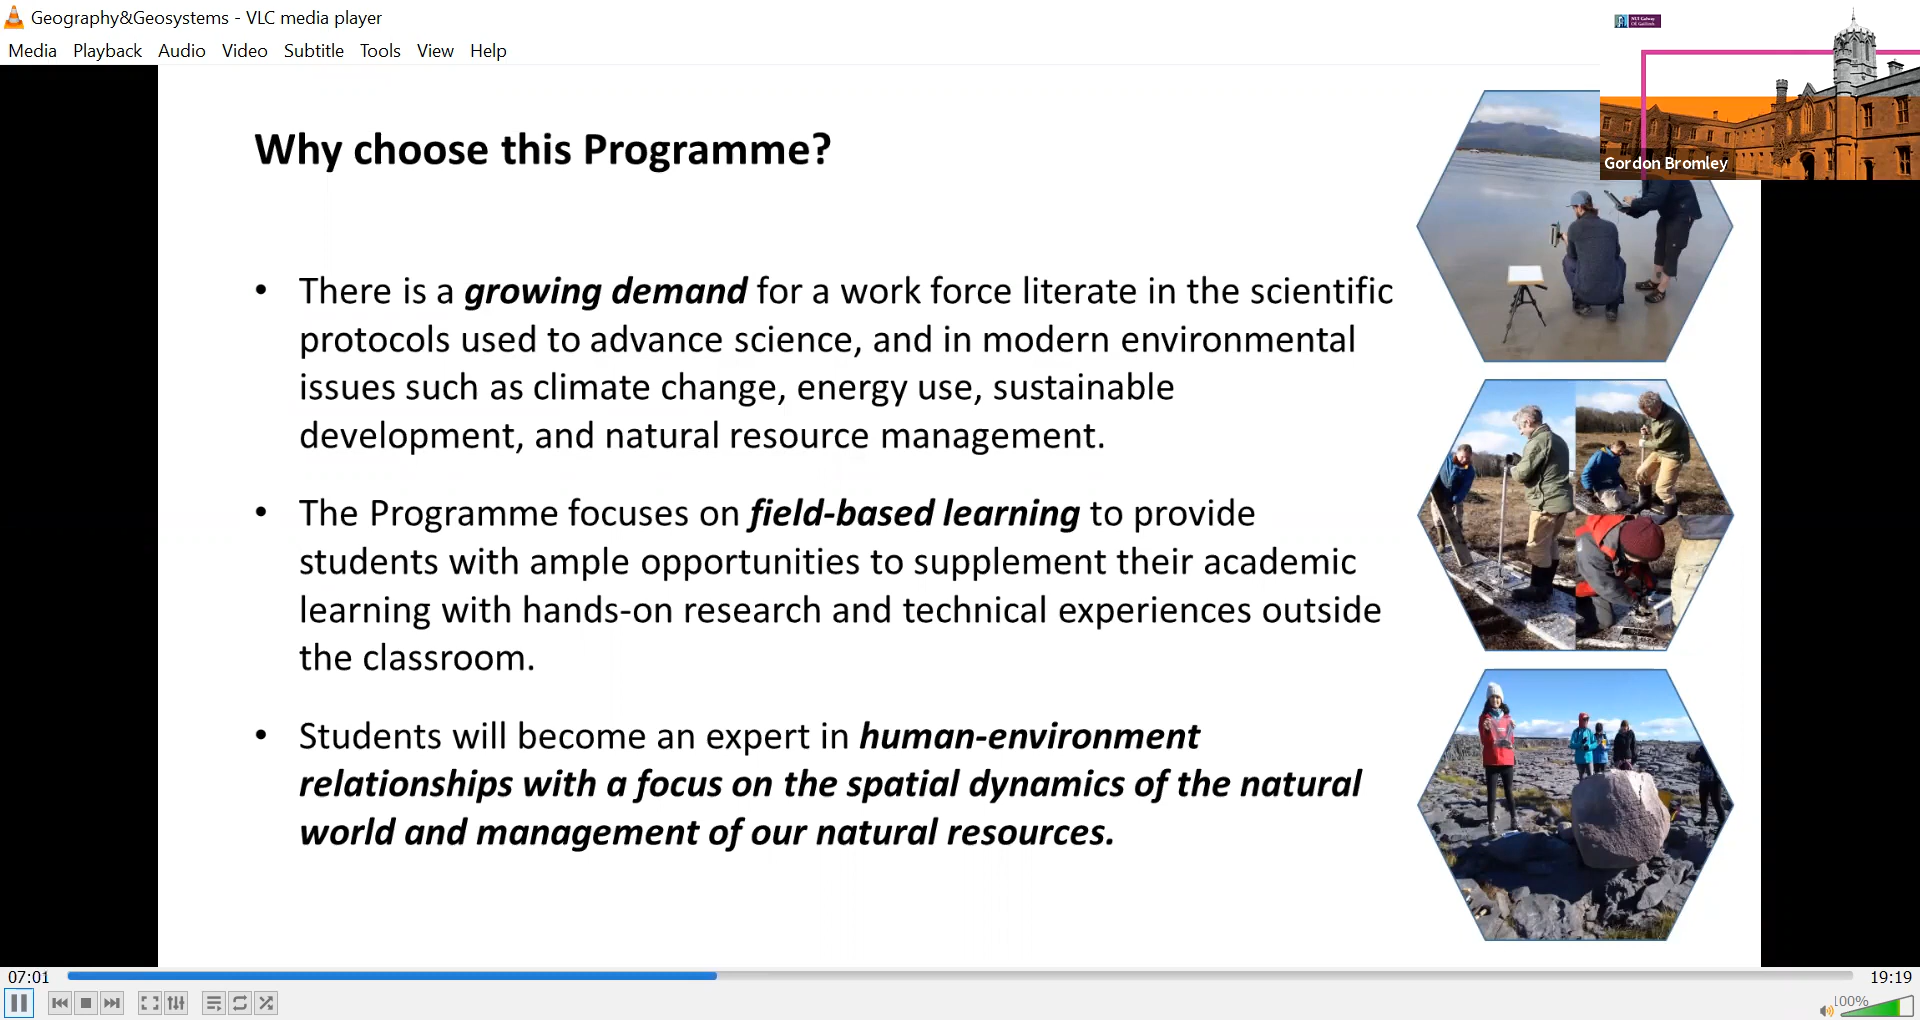 Geography&Geosystems - VLC media player
Media Playback Audio Video Subtitle Tools View Help
NUI Galway
OÉ Gaillimh
Gordon Bromley
Why choose this Programme?
• There is a growing demand for a work force literate in the scientific
protocols used to advance science, and in modern environmental
issues such as climate change, energy use, sustainable
development, and natural resource management.
• The Programme focuses on field-based learning to provide
students with ample opportunities to supplement their academic
learning with hands-on research and technical experiences outside
the classroom.
• Students will become an expert in human-environment
relationships with a focus on the spatial dynamics of the natural
world and management of our natural resources.
07:01
19:19
100%